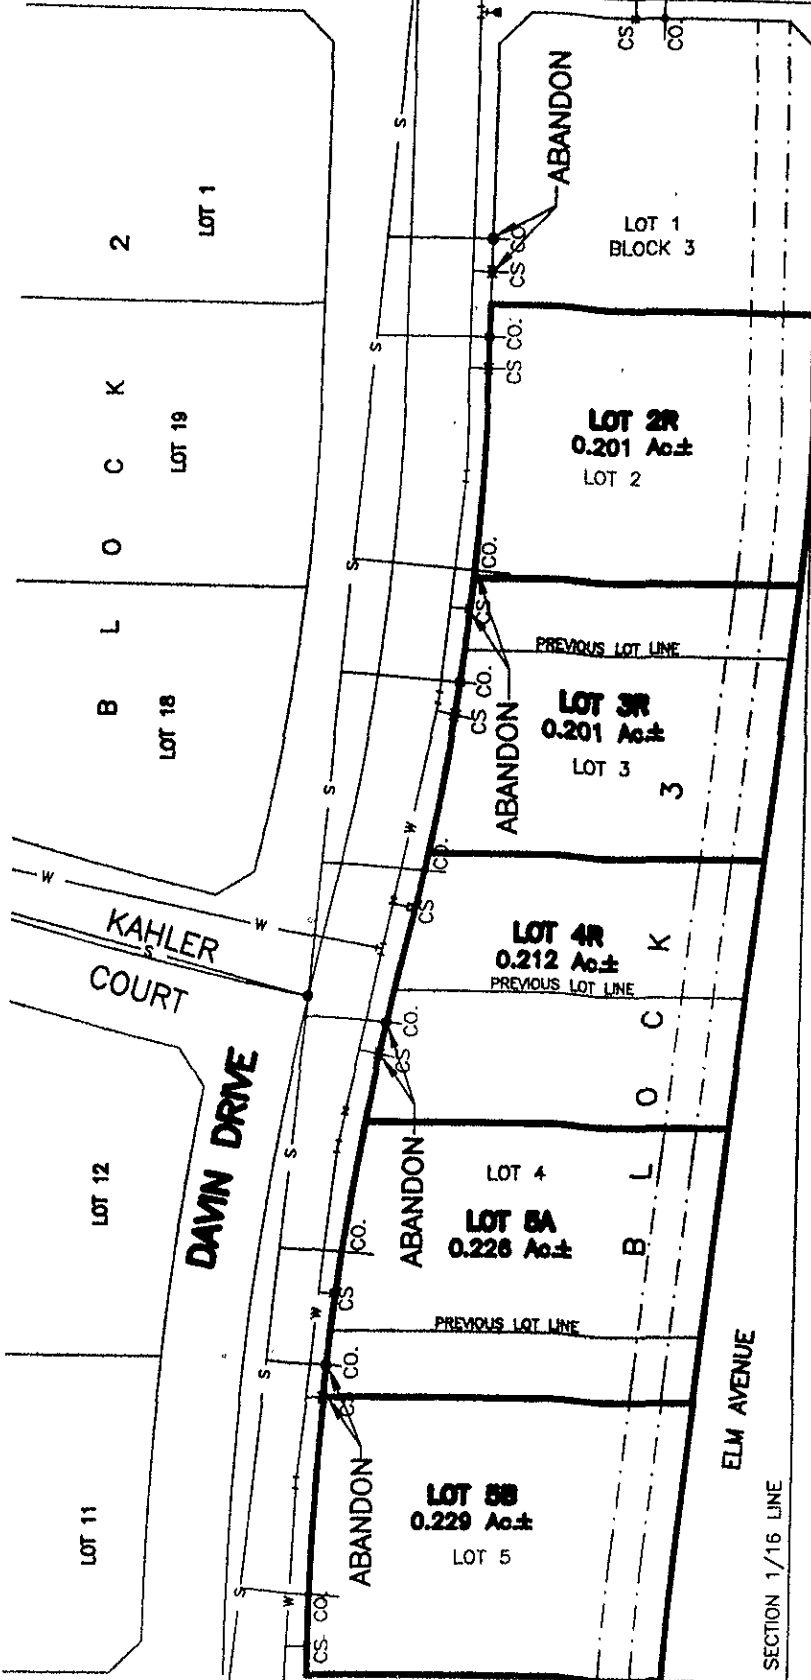 CS
CO.
ABANDON
LOT 1
2
LOT 1
BLOCK 3
CS CO.
S
CS CO.
S
LOT 2R
0.201 Ac.±
LOT 2
LOT 19
B L O C K
CO.
S
CS
PREVIOUS LOT LINE
CS CO.
LOT 3R
0.201 Ac.±
LOT 3
ABANDON
LOT 18
S
W
CO.
W
KAHLER
COURT
S
W
CS
LOT 4R
0.212 Ac.±
PREVIOUS LOT LINE
CS CO.
ABANDON
DAVIN DRIVE
B L O C K 3
LOT 12
S
LOT 4
LOT 5A
0.226 Ac.±
CO.
CS
W
PREVIOUS LOT LINE
CO.
CS
S
ABANDON
ELM AVENUE
LOT 11
LOT 5B
0.229 Ac.±
LOT 5
S
W
CS CO.
SECTION 1/16 LINE